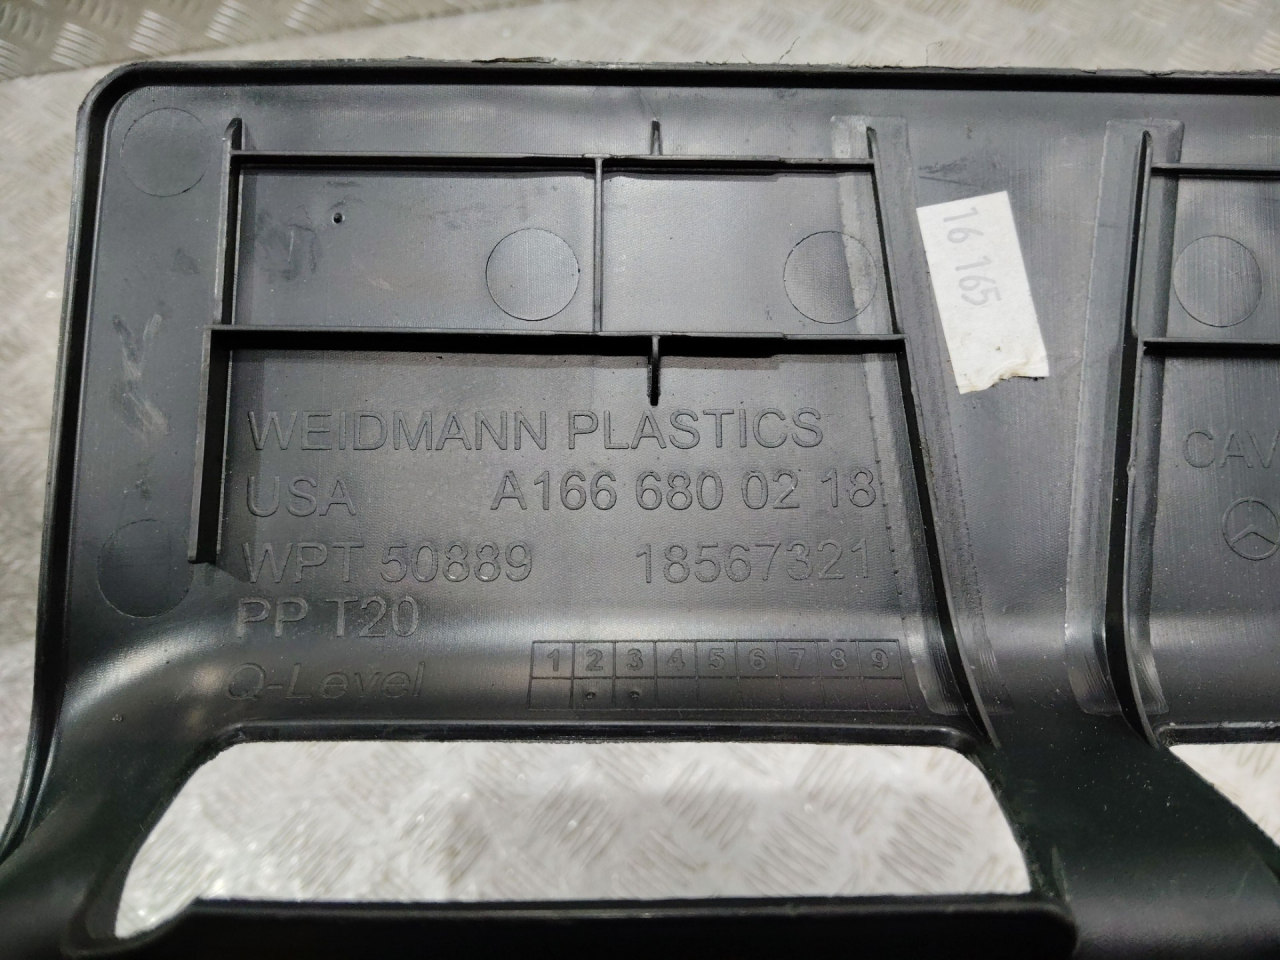 16 165
WEIDMANN PLASTICS
USA A166 680 02 18
WPT 50889 18567321
PP T20
Q-Level
1 2 3 4 5 6 7 8 9
CAV